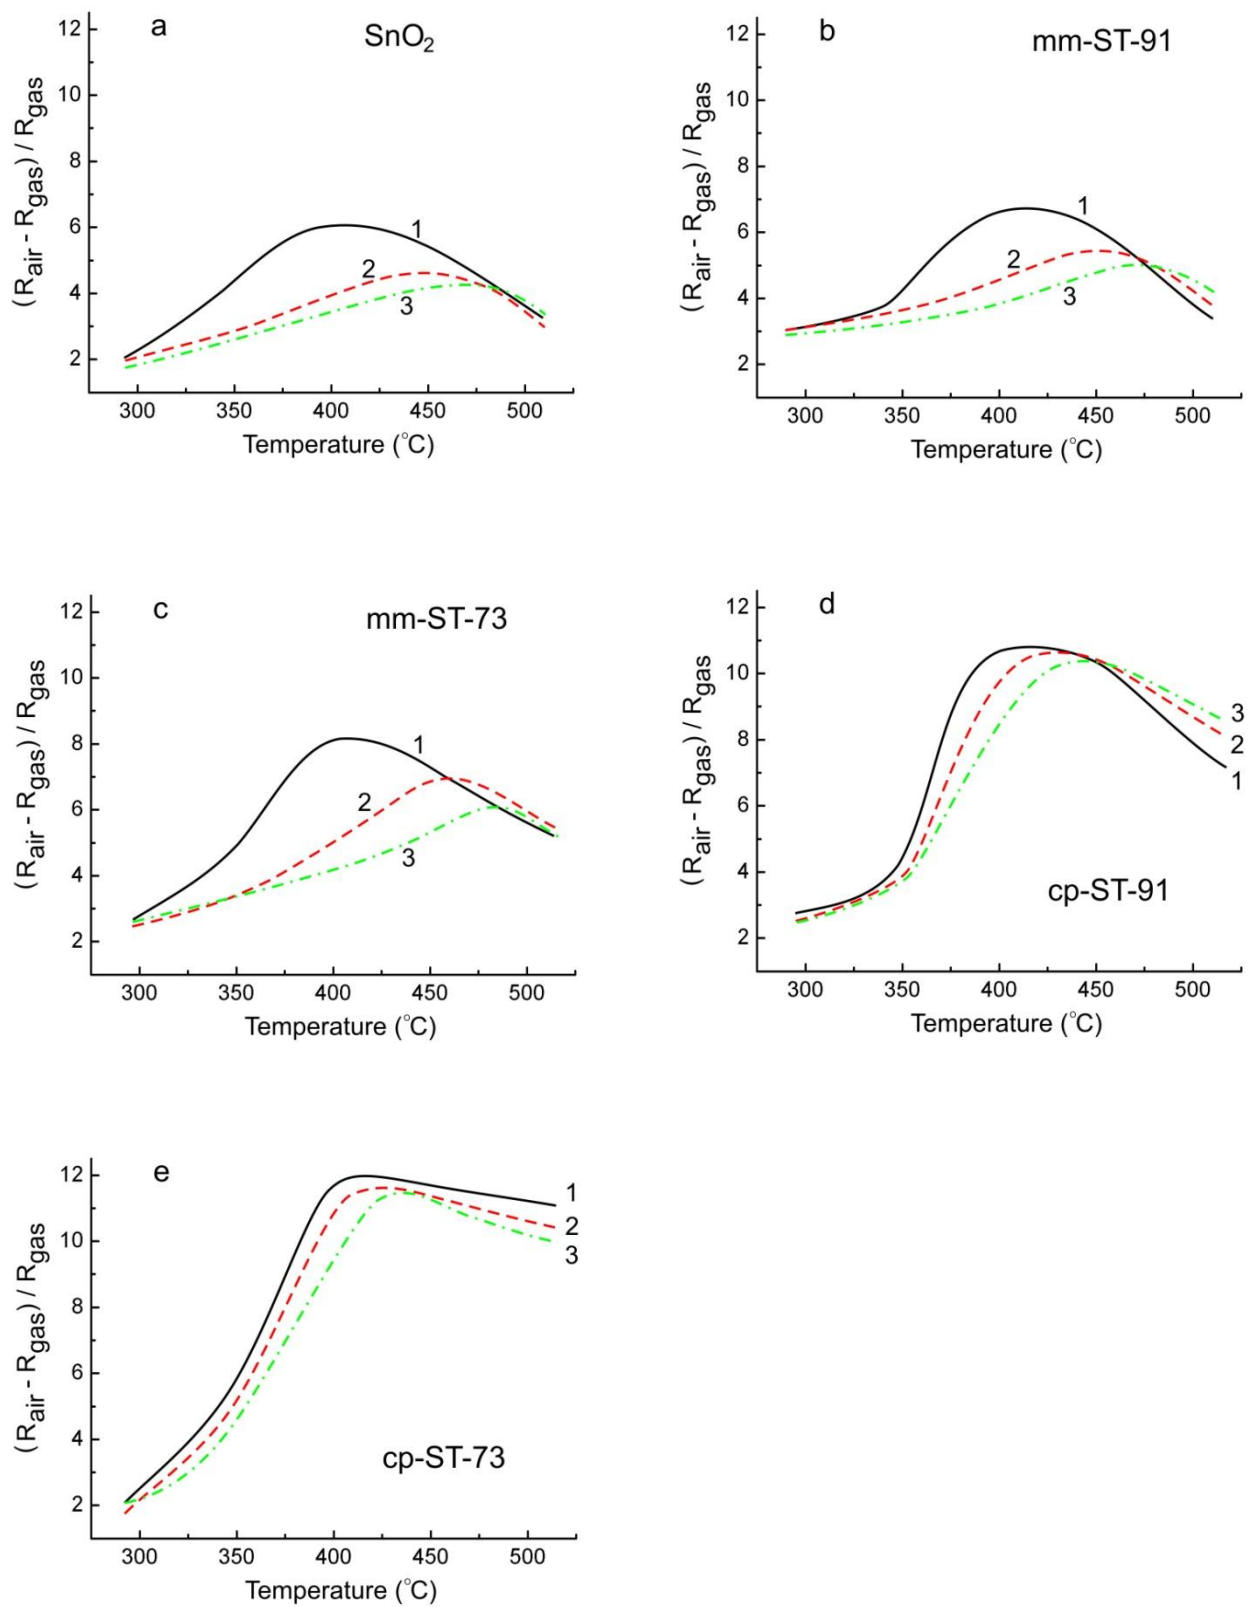 a
SnO₂
(Rair - Rgas) / Rgas
12
10
8
6
4
2
1
2
3
300 350 400 450 500
Temperature (°C)
b
mm-ST-91
(Rair - Rgas) / Rgas
12
10
8
6
4
2
1
2
3
300 350 400 450 500
Temperature (°C)
c
mm-ST-73
(Rair - Rgas) / Rgas
12
10
8
6
4
2
1
2
3
300 350 400 450 500
Temperature (°C)
d
(Rair - Rgas) / Rgas
12
10
8
6
4
2
3
2
1
cp-ST-91
300 350 400 450 500
Temperature (°C)
e
(Rair - Rgas) / Rgas
12
10
8
6
4
2
1
2
3
cp-ST-73
300 350 400 450 500
Temperature (°C)